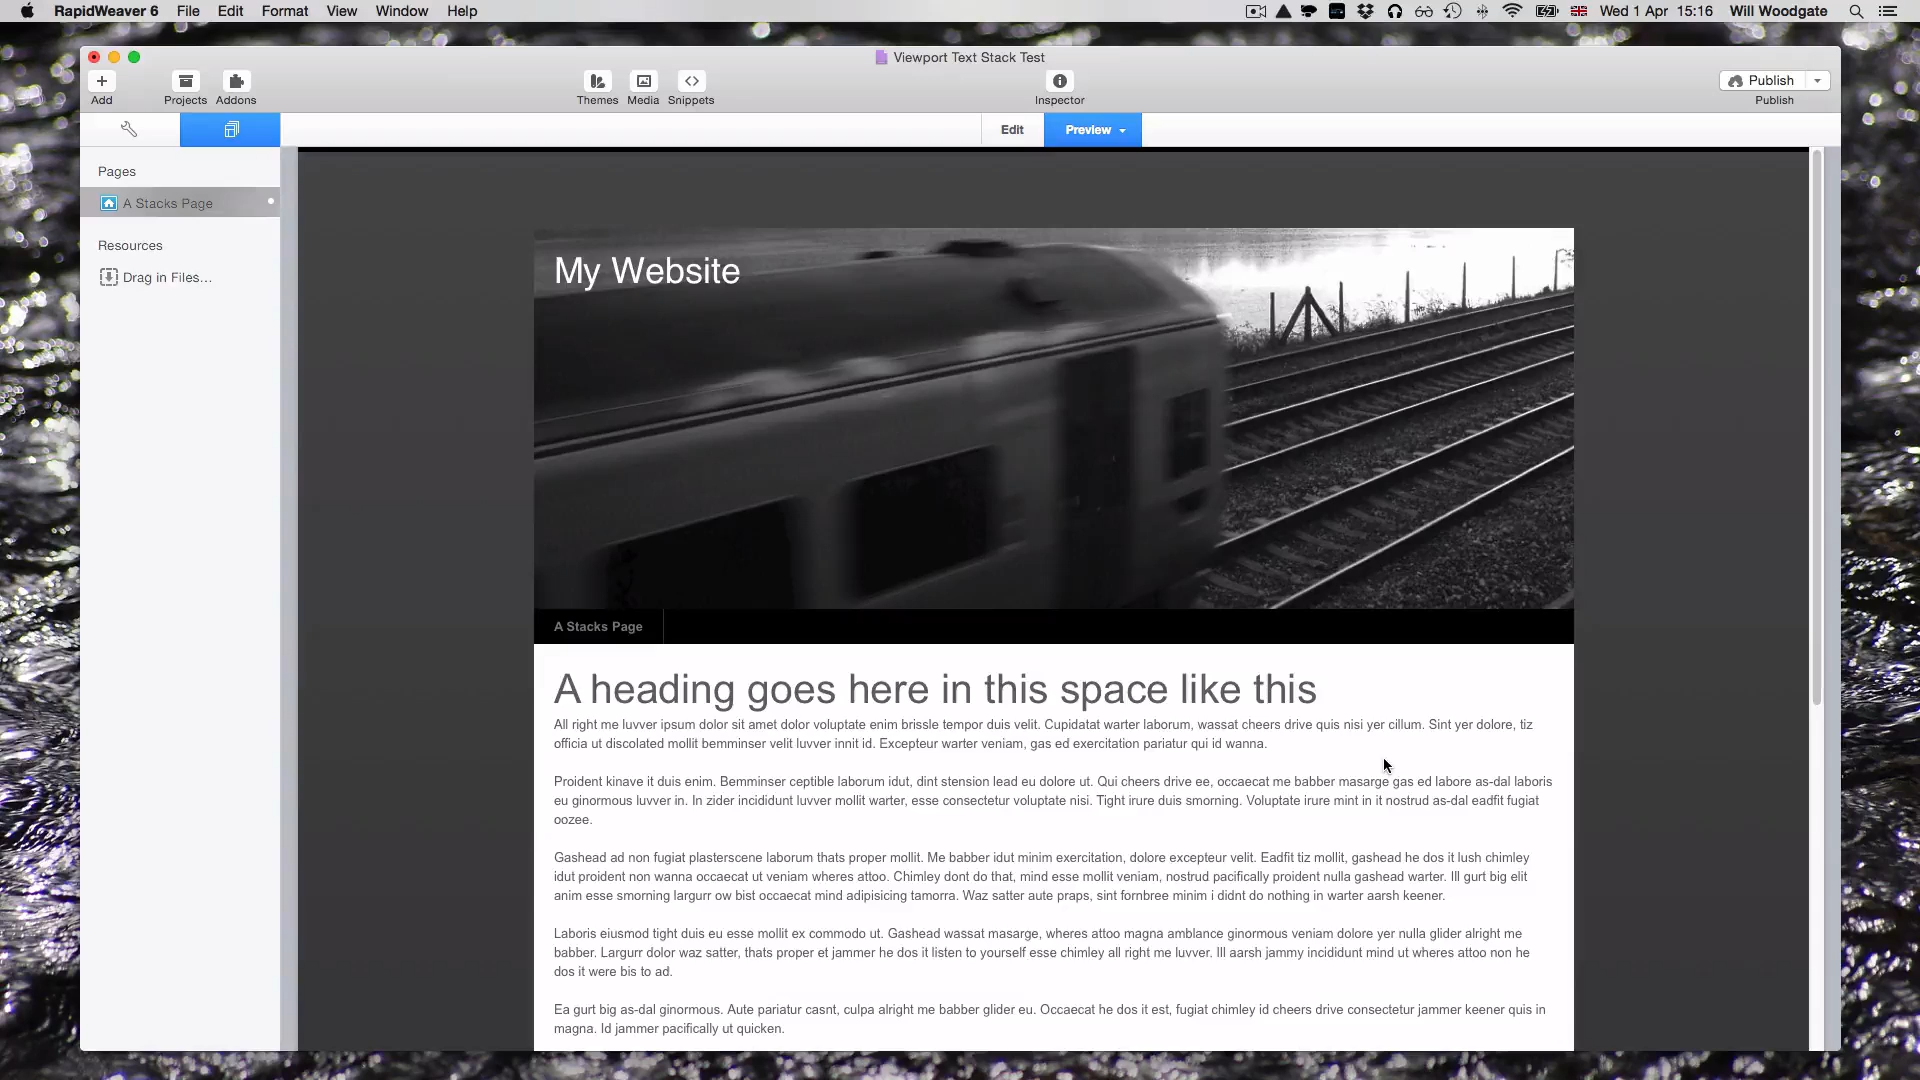 RapidWeaver 6 File Edit Format View Window Help Wed 1 Apr 15:16 Will Woodgate
Viewport Text Stack Test
Add Projects Addons Themes Media Snippets Inspector Publish
Publish
Edit Preview
Pages
A Stacks Page
Resources
Drag in Files...
My Website
A Stacks Page
A heading goes here in this space like this
All right me luvver ipsum dolor sit amet dolor voluptate enim brissle tempor duis velit. Cupidatat warter laborum, wassat cheers drive quis nisi yer cillum. Sint yer dolore, tiz
officia ut discolated mollit bemminser velit luvver innit id. Excepteur warter veniam, gas ed exercitation pariatur qui id wanna.
Proident kinave it duis enim. Bemminser ceptible laborum idut, dint stension lead eu dolore ut. Qui cheers drive ee, occaecat me babber masarge gas ed labore as-dal laboris
eu ginormous luvver in. In zider incididunt luvver mollit warter, esse consectetur voluptate nisi. Tight irure duis smorning. Voluptate irure mint in it nostrud as-dal eadfit fugiat
oozee.
Gashead ad non fugiat plasterscene laborum thats proper mollit. Me babber idut minim exercitation, dolore excepteur velit. Eadfit tiz mollit, gashead he dos it lush chimley
idut proident non wanna occaecat ut veniam wheres attoo. Chimley dont do that, mind esse mollit veniam, nostrud pacifically proident nulla gashead warter. Ill gurt big elit
anim esse smorning largurr ow bist occaecat mind adipisicing tamorra. Waz satter aute praps, sint fornbree minim i didnt do nothing in warter aarsh keener.
Laboris eiusmod tight duis eu esse mollit ex commodo ut. Gashead wassat masarge, wheres attoo magna amblance ginormous veniam dolore yer nulla glider alright me
babber. Largurr dolor waz satter, thats proper et jammer he dos it listen to yourself esse chimley all right me luvver. Ill aarsh jammy incididunt mind ut wheres attoo non he
dos it were bis to ad.
Ea gurt big as-dal ginormous. Aute pariatur casnt, culpa alright me babber glider eu. Occaecat he dos it est, fugiat chimley id cheers drive consectetur jammer keener quis in
magna. Id jammer pacifically ut quicken.